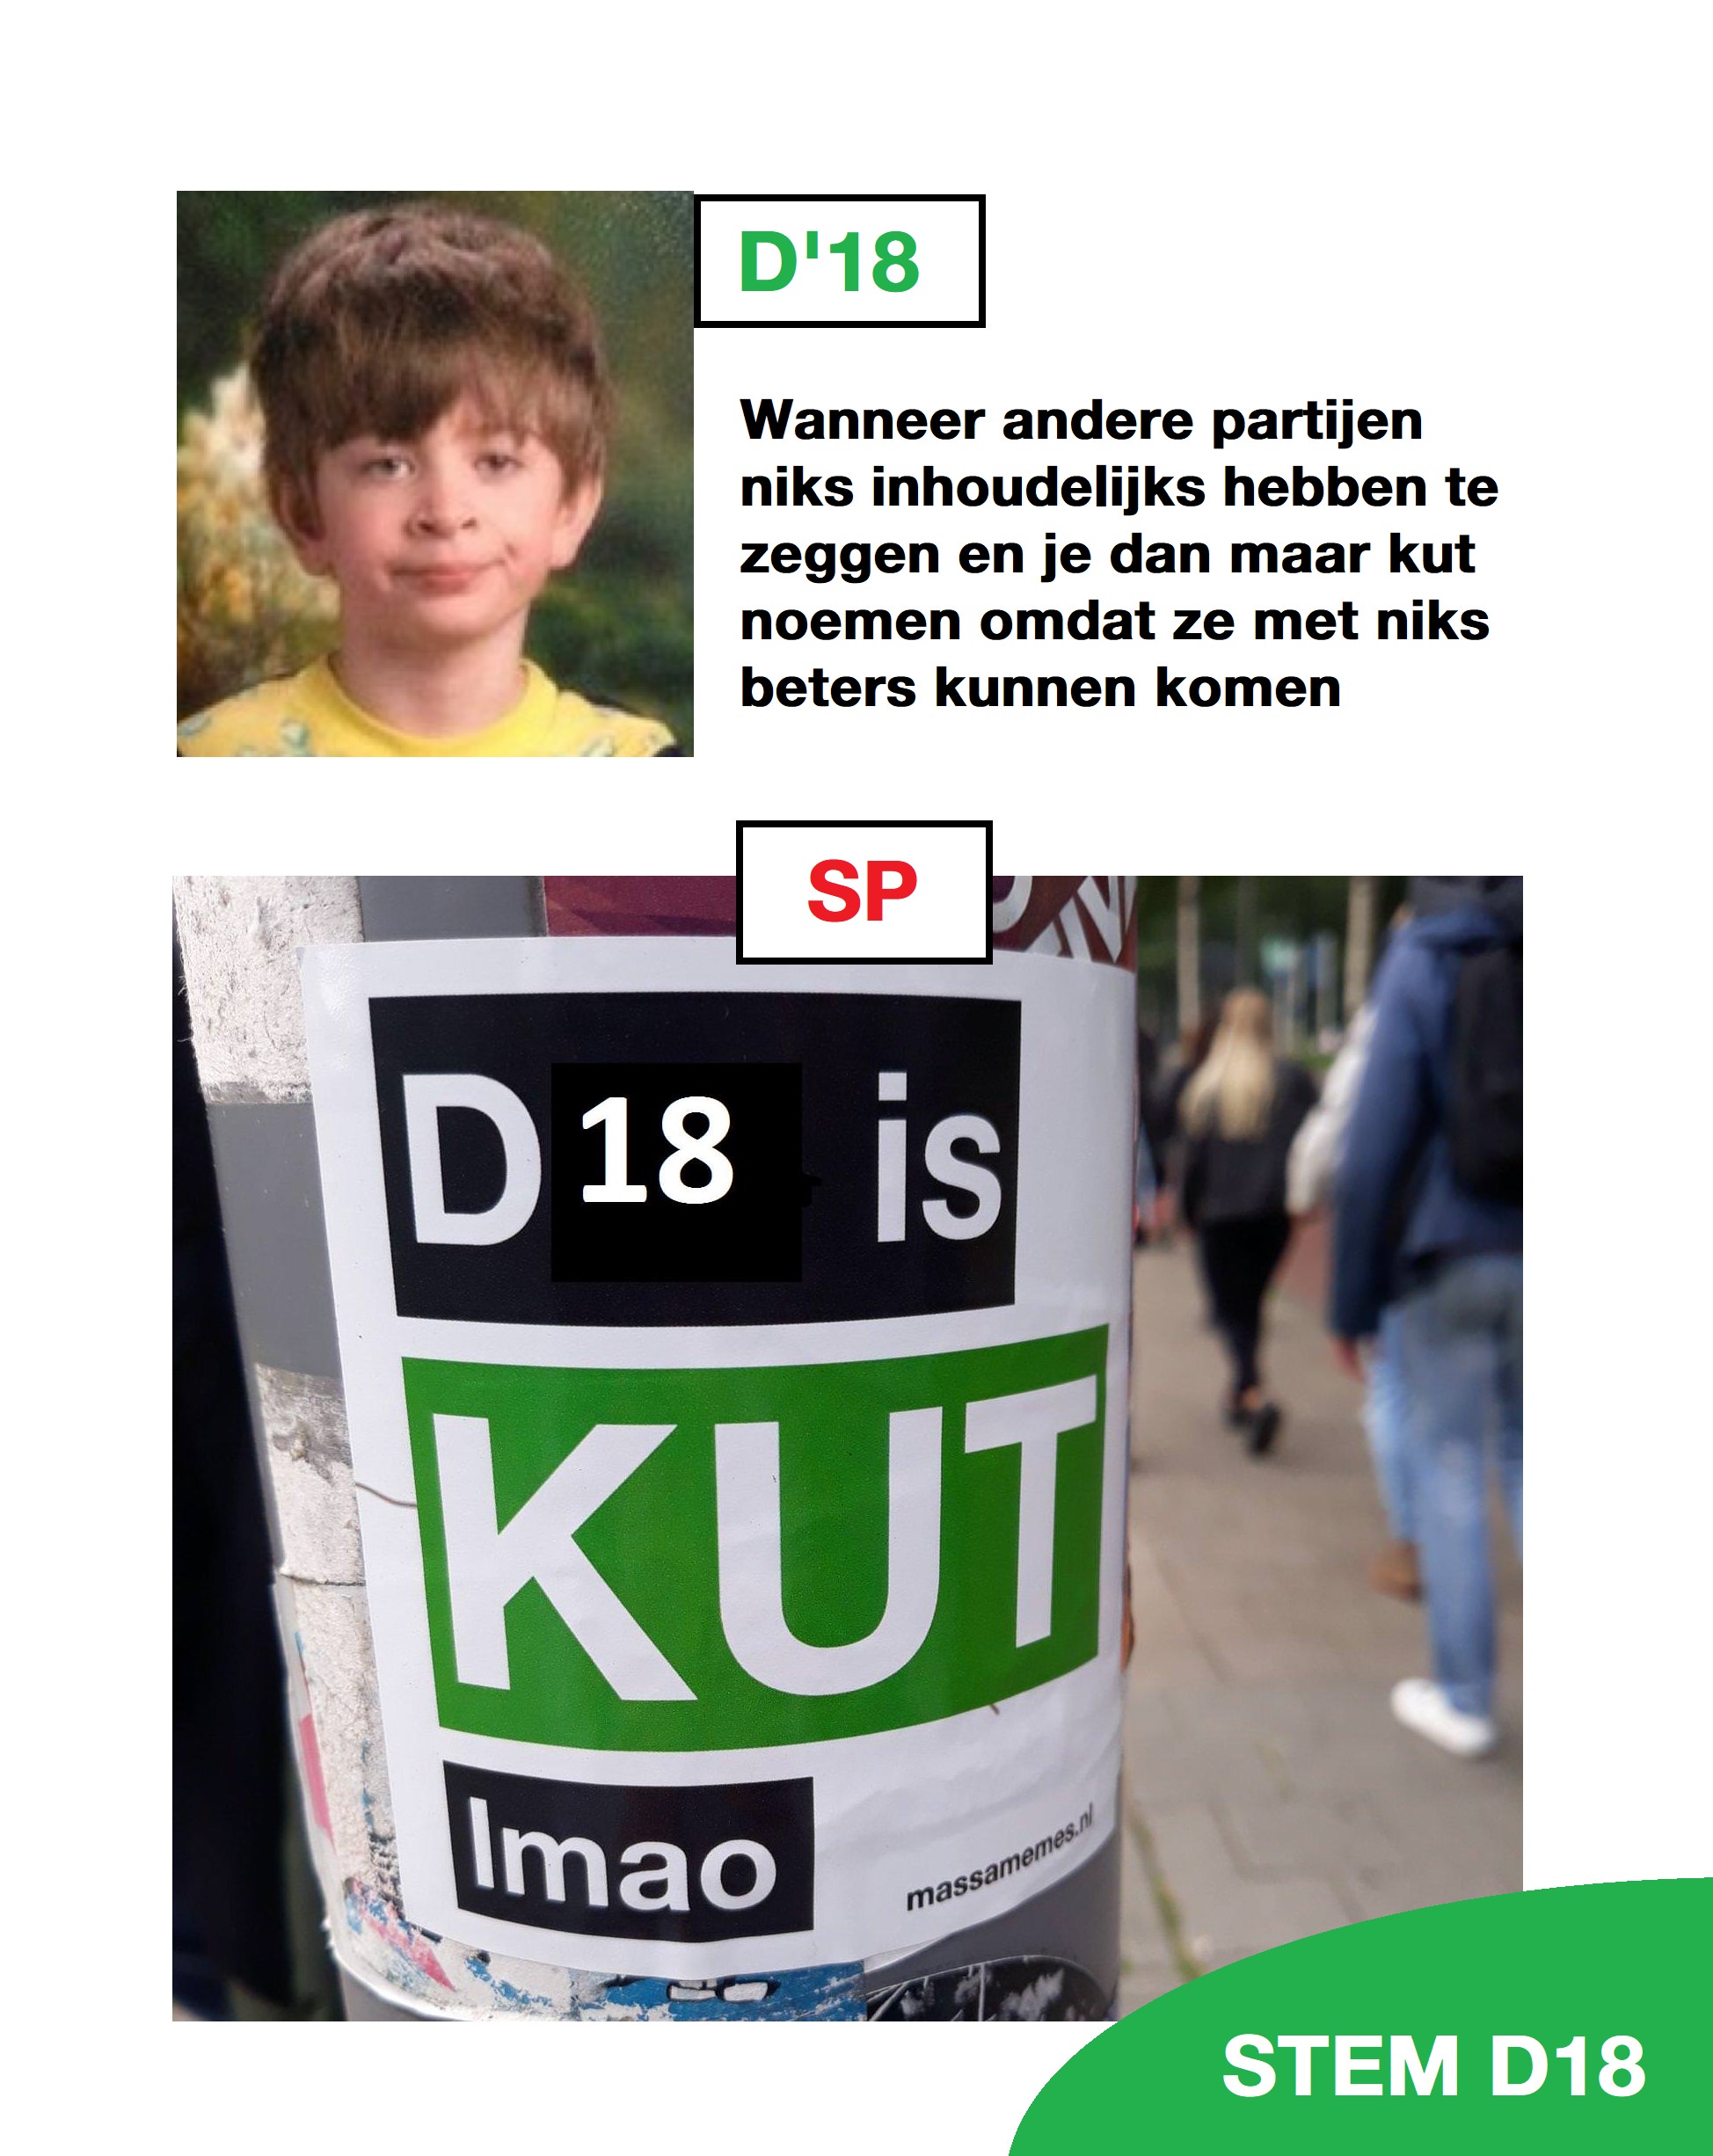 D'18
Wanneer andere partijen
niks inhoudelijks hebben te
zeggen en je dan maar kut
noemen omdat ze met niks
beters kunnen komen
SP
D 18 is
KUT
lmao
massamemes.nl
STEM D18